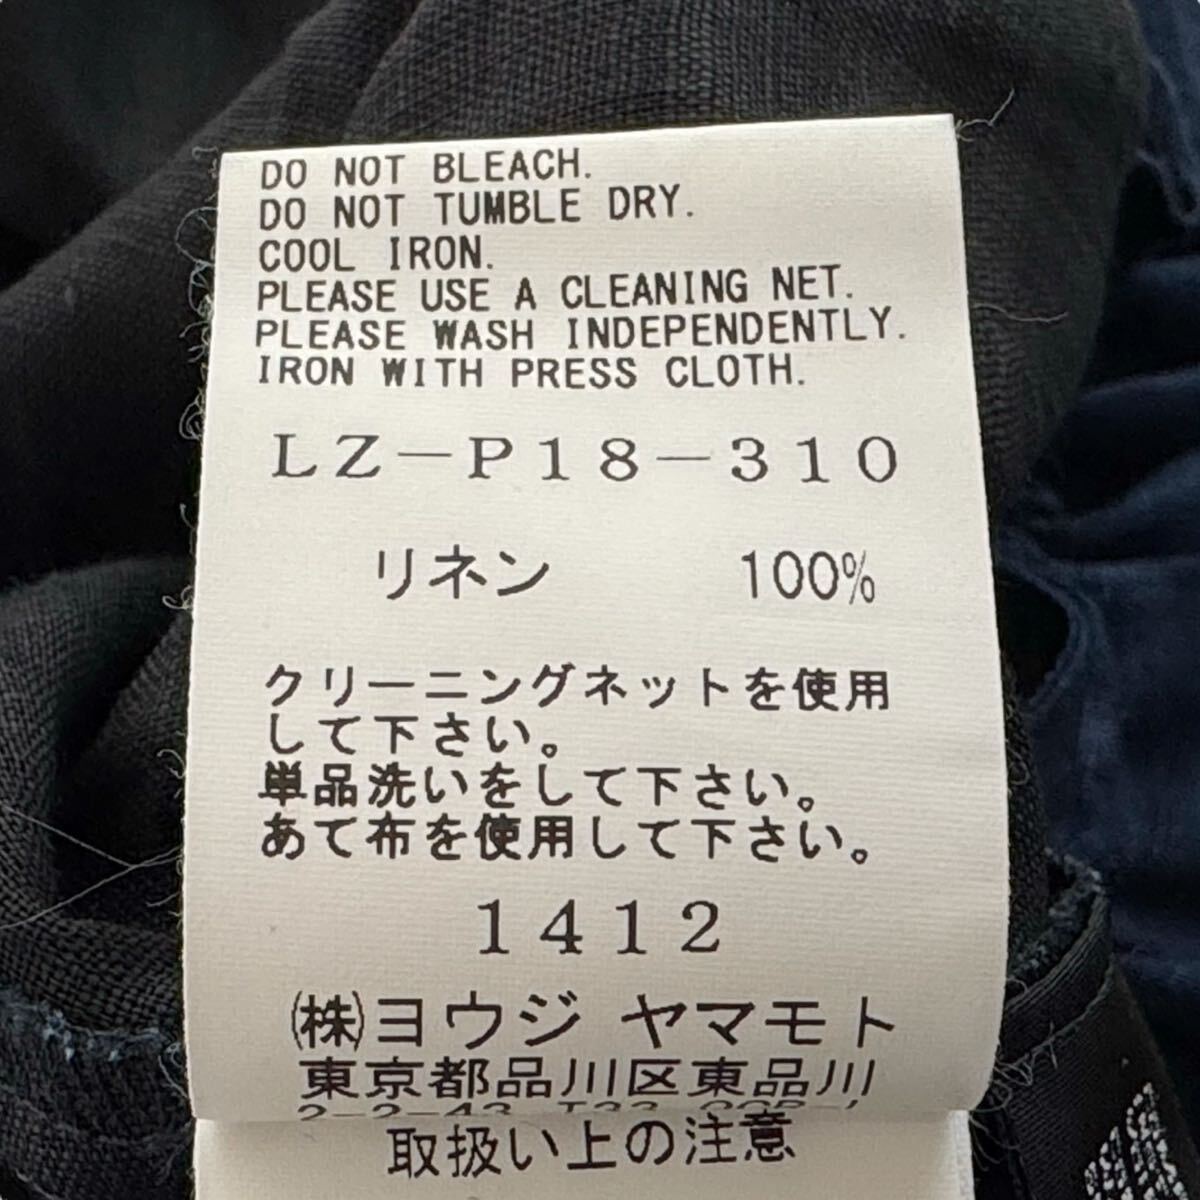 DO NOT BLEACH.
DO NOT TUMBLE DRY.
COOL IRON.
PLEASE USE A CLEANING NET.
PLEASE WASH INDEPENDENTLY.
IRON WITH PRESS CLOTH.
LZ-P18-310
リネン 100%
クリーニングネットを使用
して下さい。
単品洗いをして下さい。
あて布を使用して下さい。
1412
㈱ヨウジ ヤマモト
東京都品川区東品川
2-2-43
取扱い上の注意